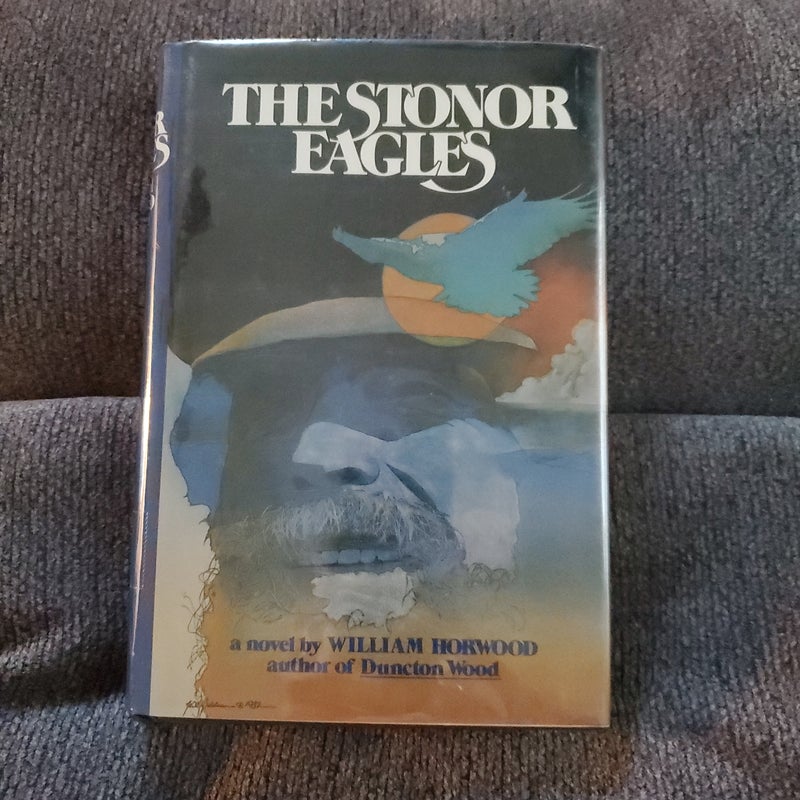 THE STONOR
EAGLES
a novel by WILLIAM HORWOOD
author of Duncton Wood